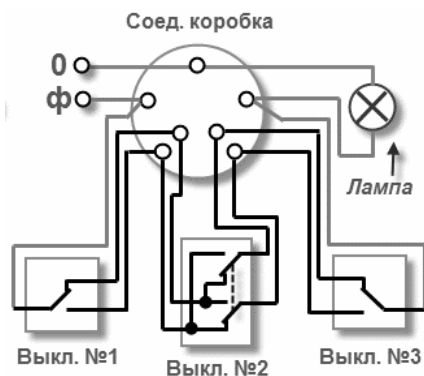 Соед. коробка
0
ф
Лампа
Выкл. №1
Выкл. №2
Выкл. №3